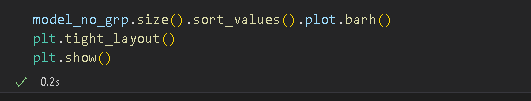 model_no_grp.size().sort_values().plot.barh()
plt.tight_layout()
plt.show()
✓ 0.2s